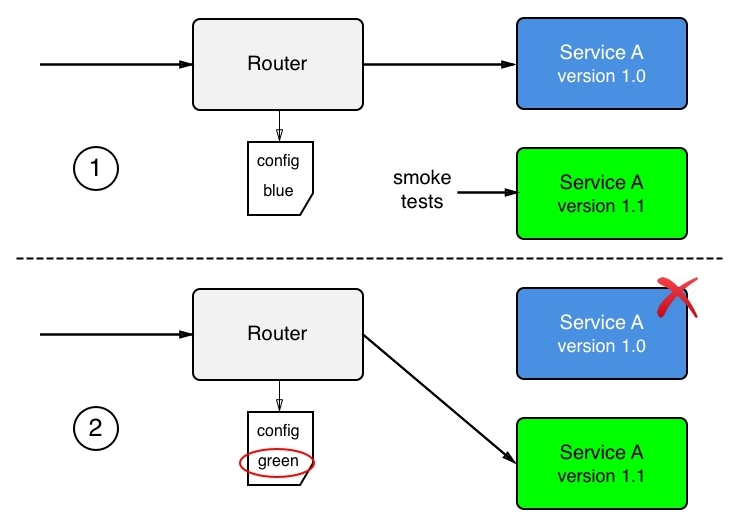 Router
Service A
version 1.0
config
blue
1
smoke
tests
Service A
version 1.1
Router
Service A
version 1.0
config
green
2
Service A
version 1.1